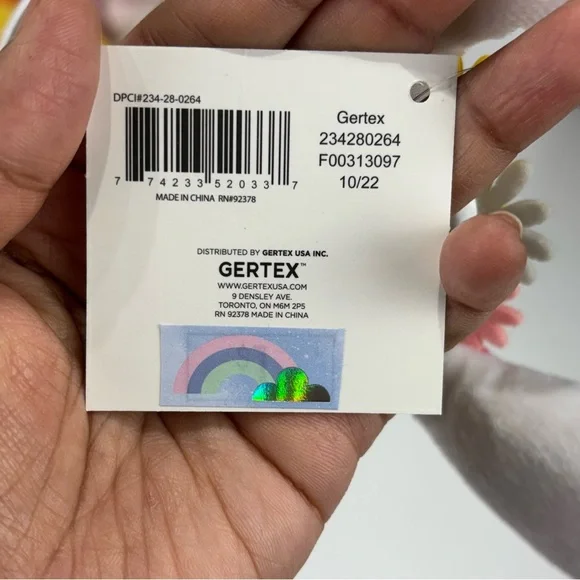 DPCI#234-28-0264
7 74233 52033 7
MADE IN CHINA RN#92378
Gertex
234280264
F00313097
10/22
DISTRIBUTED BY GERTEX USA INC.
GERTEX™
WWW.GERTEXUSA.COM
9 DENSLEY AVE.
TORONTO, ON M6M 2P5
RN 92378 MADE IN CHINA